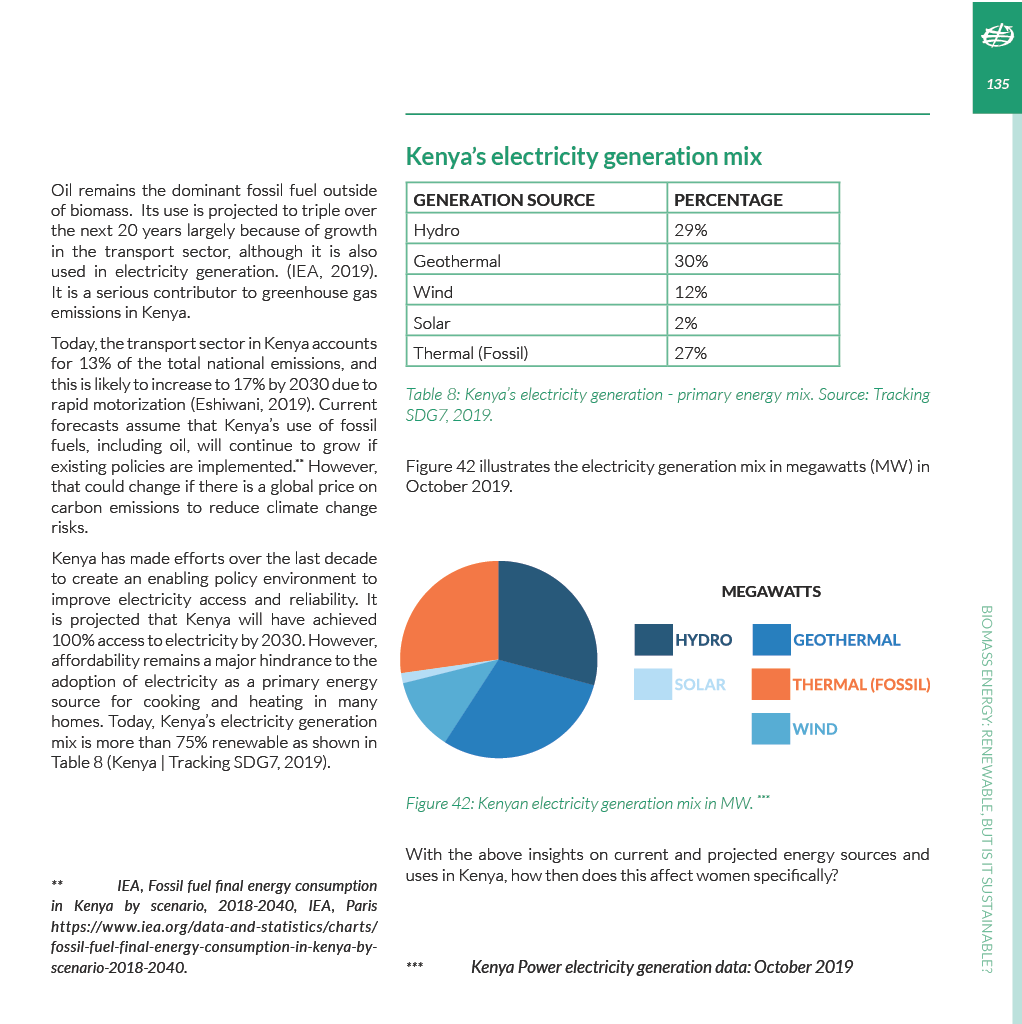 135
Oil remains the dominant fossil fuel outside
of biomass. Its use is projected to triple over
the next 20 years largely because of growth
in the transport sector, although it is also
used in electricity generation. (IEA, 2019).
It is a serious contributor to greenhouse gas
emissions in Kenya.
Today, the transport sector in Kenya accounts
for 13% of the total national emissions, and
this is likely to increase to 17% by 2030 due to
rapid motorization (Eshiwani, 2019). Current
forecasts assume that Kenya's use of fossil
fuels, including oil, will continue to grow if
existing policies are implemented.** However,
that could change if there is a global price on
carbon emissions to reduce climate change
risks.
Kenya has made efforts over the last decade
to create an enabling policy environment to
improve electricity access and reliability. It
is projected that Kenya will have achieved
100% access to electricity by 2030. However,
affordability remains a major hindrance to the
adoption of electricity as a primary energy
source for cooking and heating in many
homes. Today, Kenya's electricity generation
mix is more than 75% renewable as shown in
Table 8 (Kenya | Tracking SDG7, 2019).
** IEA, Fossil fuel final energy consumption
in Kenya by scenario, 2018-2040, IEA, Paris
https://www.iea.org/data-and-statistics/charts/
fossil-fuel-final-energy-consumption-in-kenya-by-
scenario-2018-2040.
Kenya's electricity generation mix
GENERATION SOURCE PERCENTAGE
Hydro 29%
Geothermal 30%
Wind 12%
Solar 2%
Thermal (Fossil) 27%
Table 8: Kenya's electricity generation - primary energy mix. Source: Tracking
SDG7, 2019.
Figure 42 illustrates the electricity generation mix in megawatts (MW) in
October 2019.
MEGAWATTS
HYDRO GEOTHERMAL
SOLAR THERMAL (FOSSIL)
WIND
Figure 42: Kenyan electricity generation mix in MW. ***
With the above insights on current and projected energy sources and
uses in Kenya, how then does this affect women specifically?
*** Kenya Power electricity generation data: October 2019
BIOMASS ENERGY: RENEWABLE, BUT IS IT SUSTAINABLE?